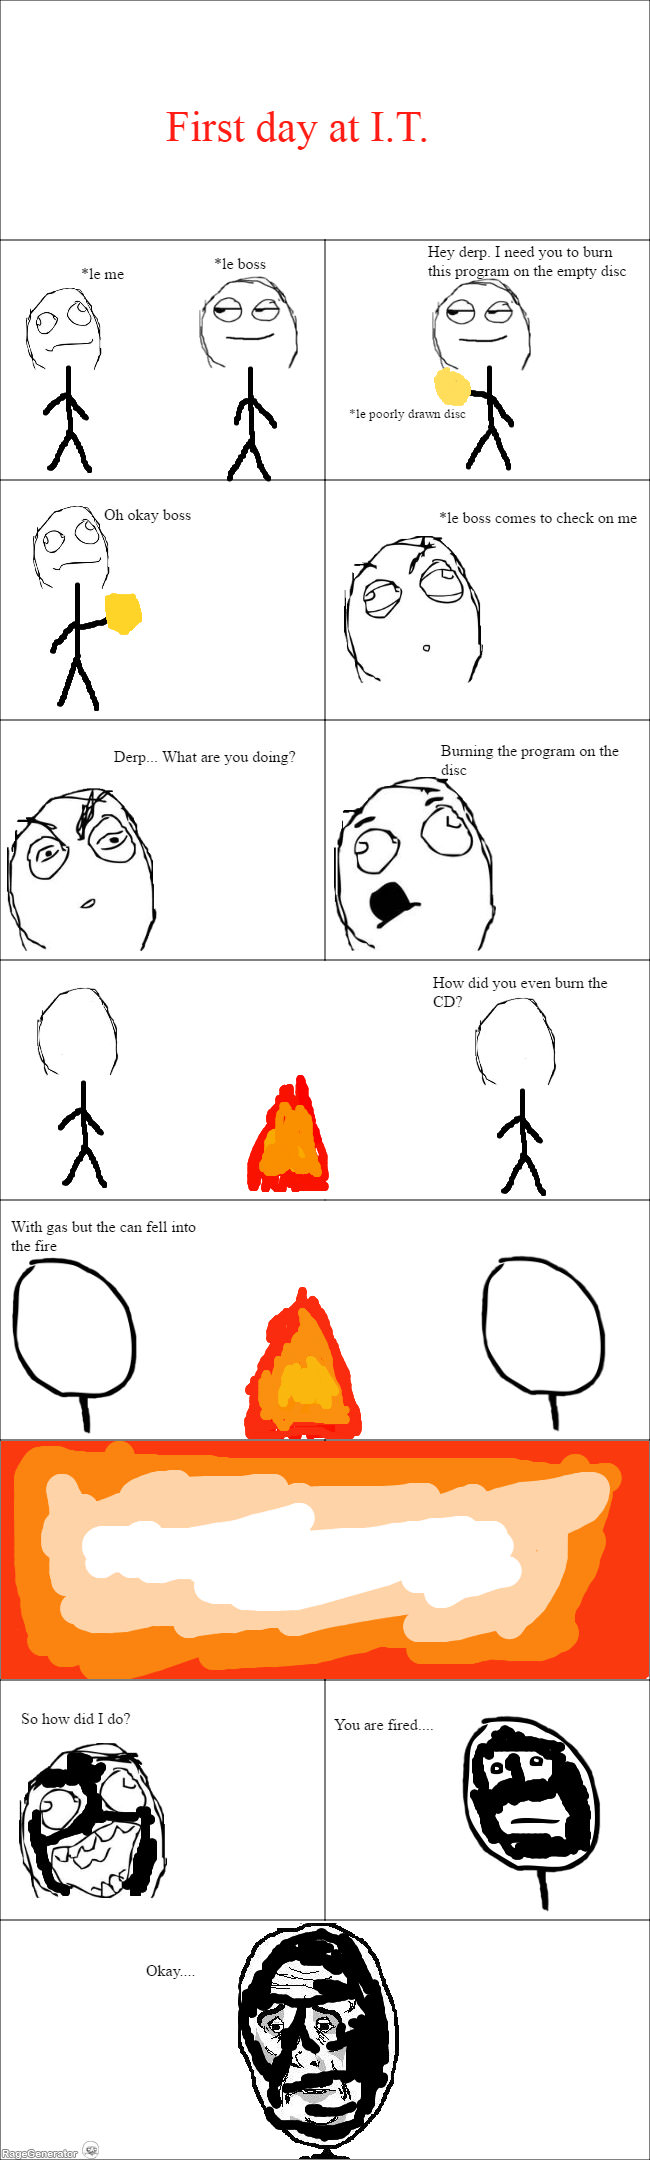 First day at I.T.
*le me
*le boss
Hey derp. I need you to burn
this program on the empty disc
*le poorly drawn disc
Oh okay boss
*le boss comes to check on me
Derp... What are you doing?
Burning the program on the
disc
How did you even burn the
CD?
With gas but the can fell into
the fire
So how did I do?
You are fired....
Okay....
RageGenerator